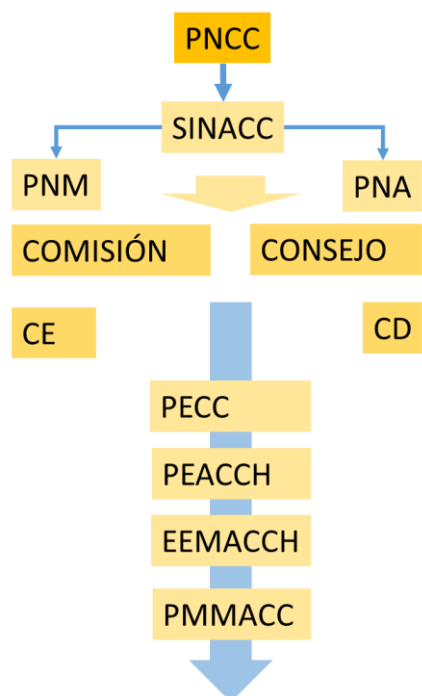 PNCC
SINACC
PNM
PNA
COMISIÓN
CONSEJO
CE
CD
PECC
PEACCH
EEMACCH
PMMACC